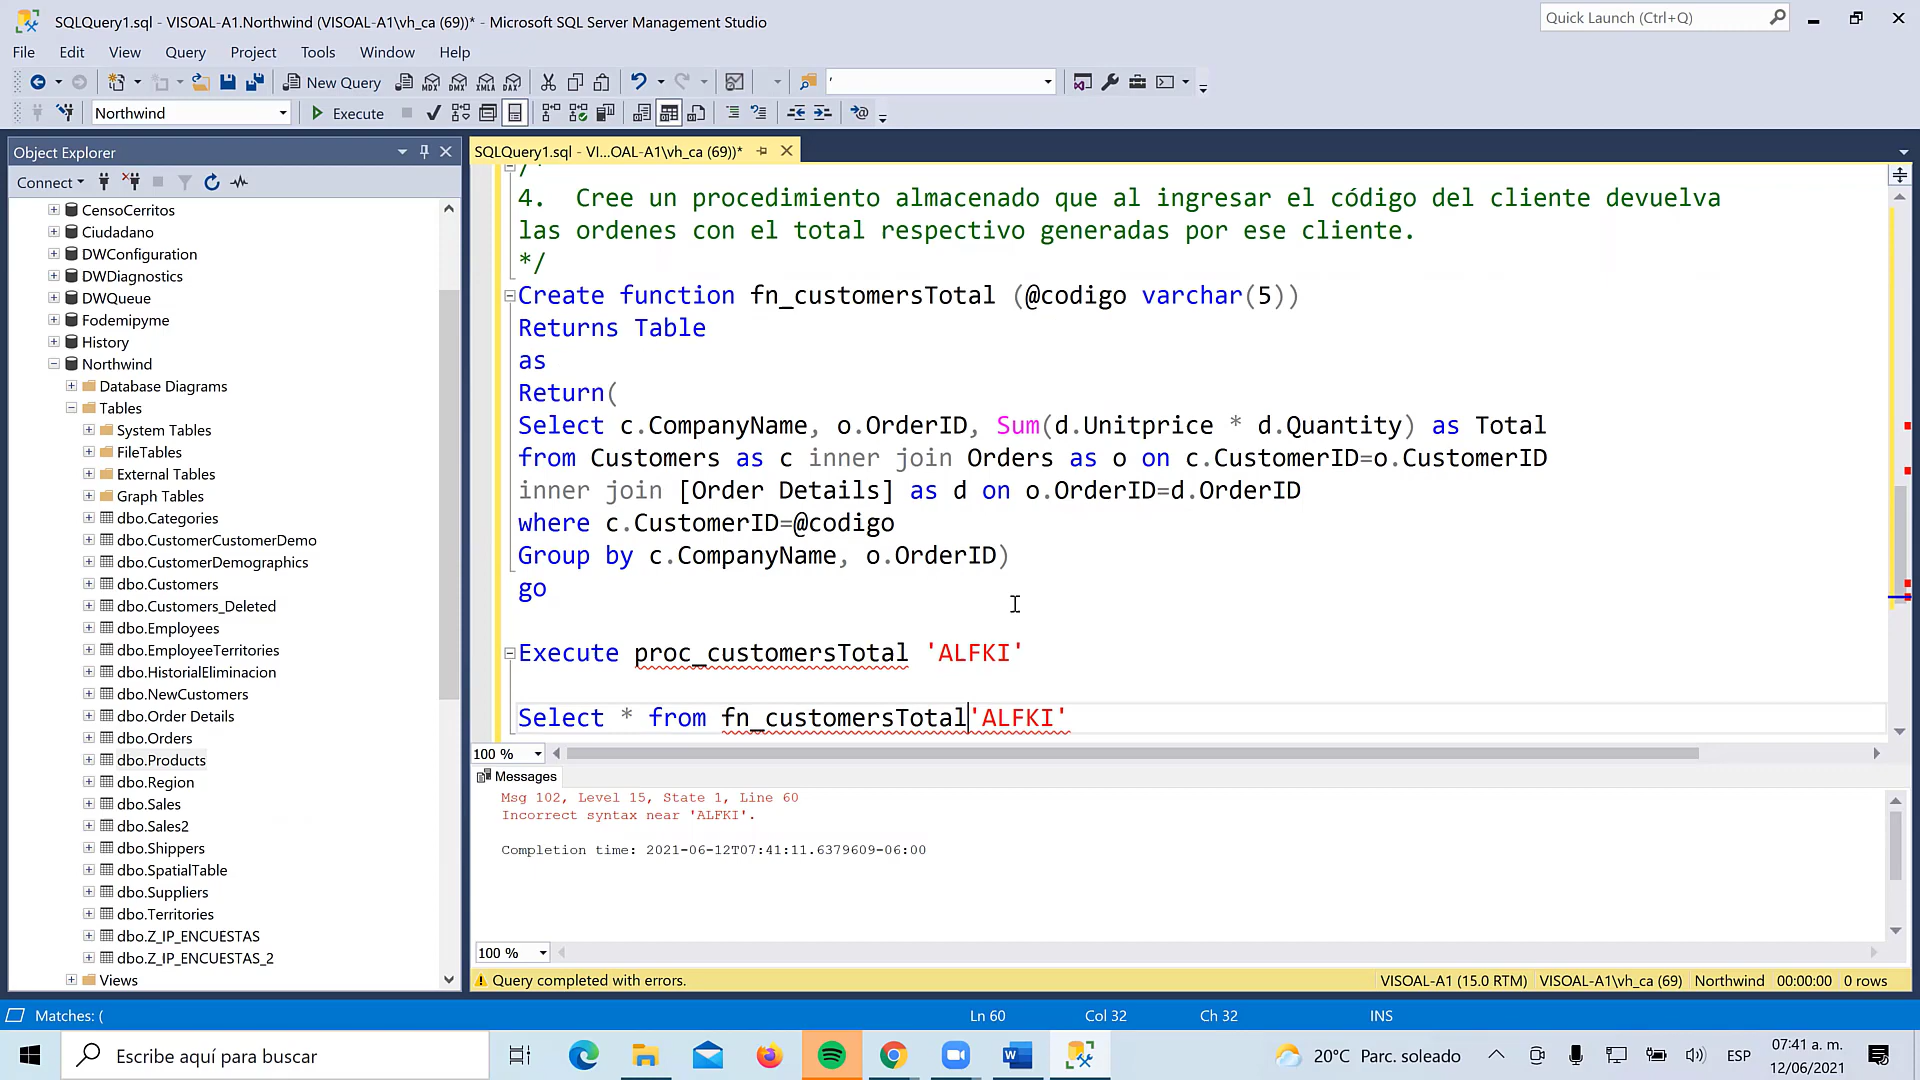 SQLQuery1.sql - VISOAL-A1.Northwind (VISOAL-A1\vh_ca (69))* - Microsoft SQL Server Management Studio
Quick Launch (Ctrl+Q)
File Edit View Query Project Tools Window Help
New Query
MDX DMX XMLA DAX
'
Northwind
Execute
Object Explorer
Connect
CensoCerritos
Ciudadano
DWConfiguration
DWDiagnostics
DWQueue
Fodemipyme
History
Northwind
Database Diagrams
Tables
System Tables
FileTables
External Tables
Graph Tables
dbo.Categories
dbo.CustomerCustomerDemo
dbo.CustomerDemographics
dbo.Customers
dbo.Customers_Deleted
dbo.Employees
dbo.EmployeeTerritories
dbo.HistorialEliminacion
dbo.NewCustomers
dbo.Order Details
dbo.Orders
dbo.Products
dbo.Region
dbo.Sales
dbo.Sales2
dbo.Shippers
dbo.SpatialTable
dbo.Suppliers
dbo.Territories
dbo.Z_IP_ENCUESTAS
dbo.Z_IP_ENCUESTAS_2
Views
SQLQuery1.sql - VI...OAL-A1\vh_ca (69))*
4. Cree un procedimiento almacenado que al ingresar el código del cliente devuelva
las ordenes con el total respectivo generadas por ese cliente.
*/
Create function fn_customersTotal (@codigo varchar(5))
Returns Table
as
Return(
Select c.CompanyName, o.OrderID, Sum(d.Unitprice * d.Quantity) as Total
from Customers as c inner join Orders as o on c.CustomerID=o.CustomerID
inner join [Order Details] as d on o.OrderID=d.OrderID
where c.CustomerID=@codigo
Group by c.CompanyName, o.OrderID)
go
Execute proc_customersTotal 'ALFKI'
Select * from fn_customersTotal'ALFKI'
100 %
Messages
Msg 102, Level 15, State 1, Line 60
Incorrect syntax near 'ALFKI'.
Completion time: 2021-06-12T07:41:11.6379609-06:00
100 %
Query completed with errors.
VISOAL-A1 (15.0 RTM) VISOAL-A1\vh_ca (69) Northwind 00:00:00 0 rows
Matches: (
Ln 60 Col 32 Ch 32 INS
Escribe aquí para buscar
20°C Parc. soleado
ESP
07:41 a. m.
12/06/2021